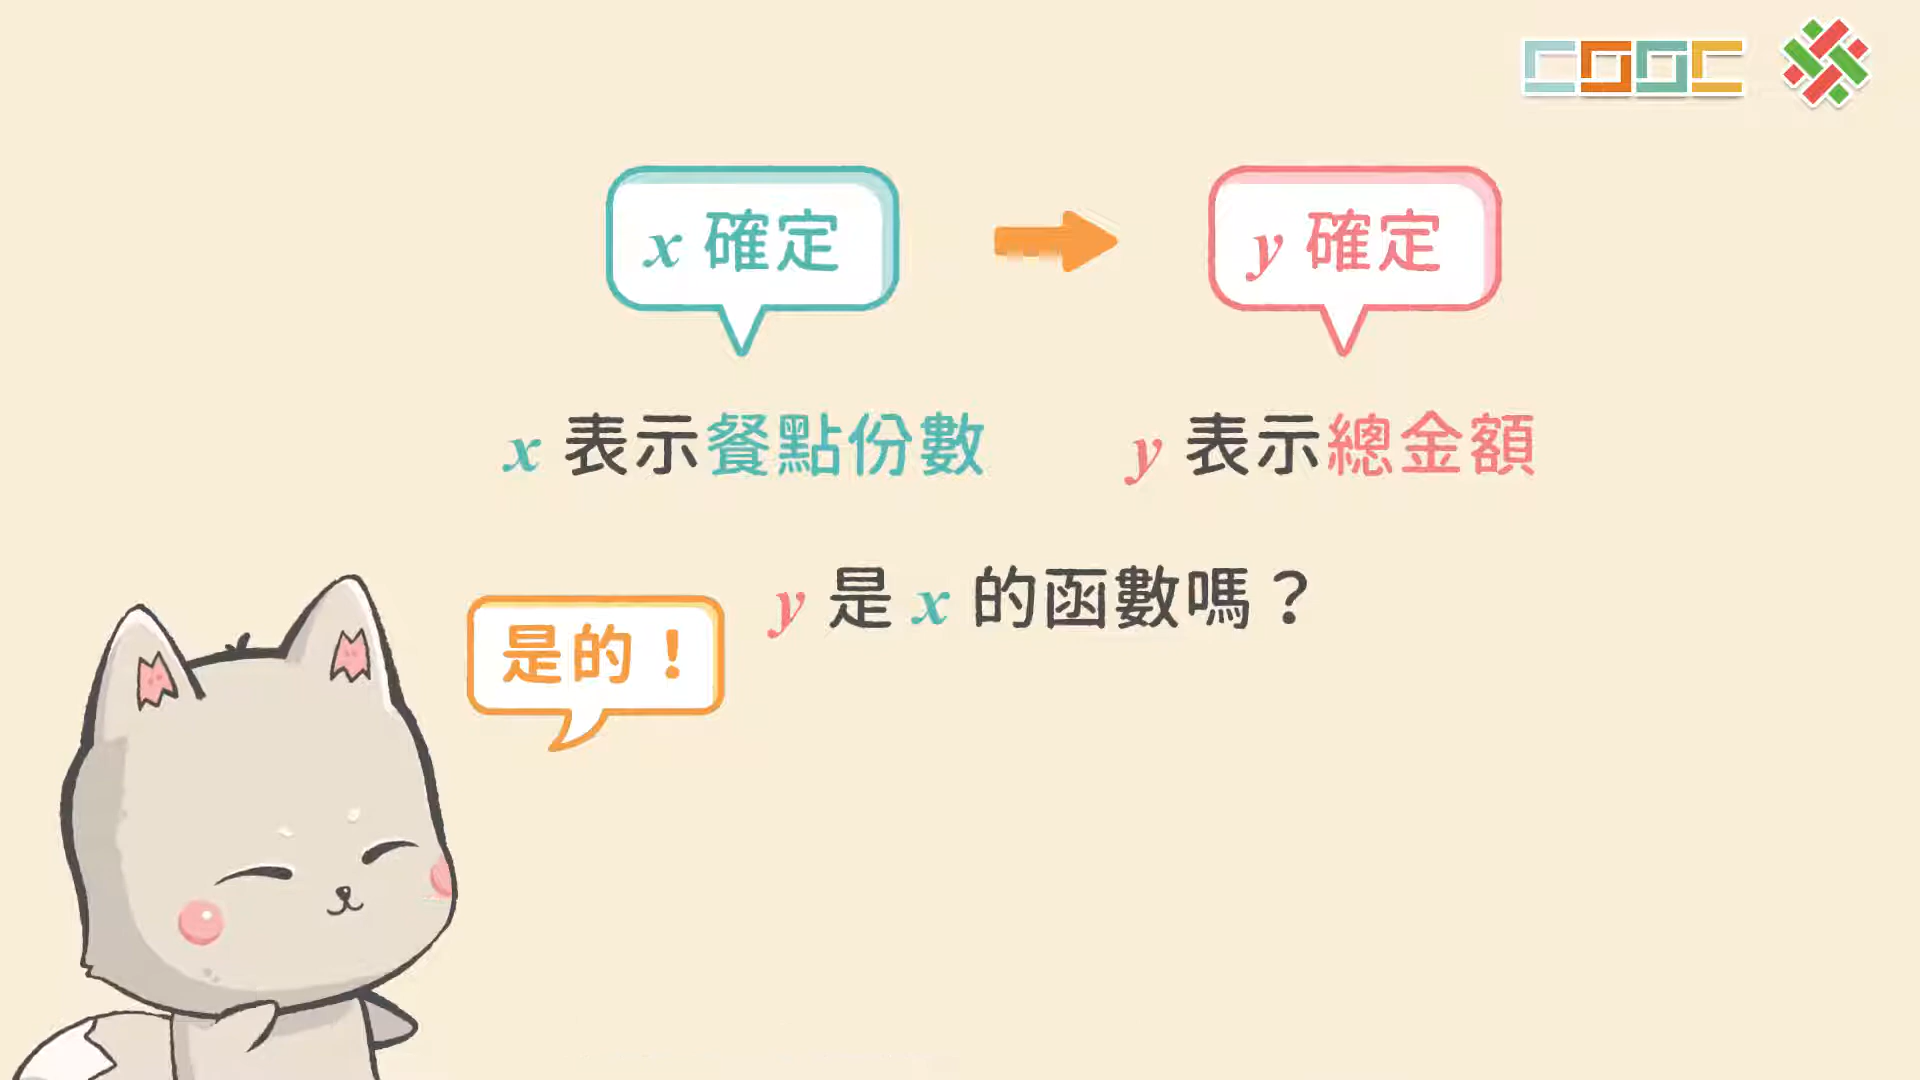 COOC
x 確定
y 確定
x 表示餐點份數
y 表示總金額
y 是 x 的函數嗎？
是的！